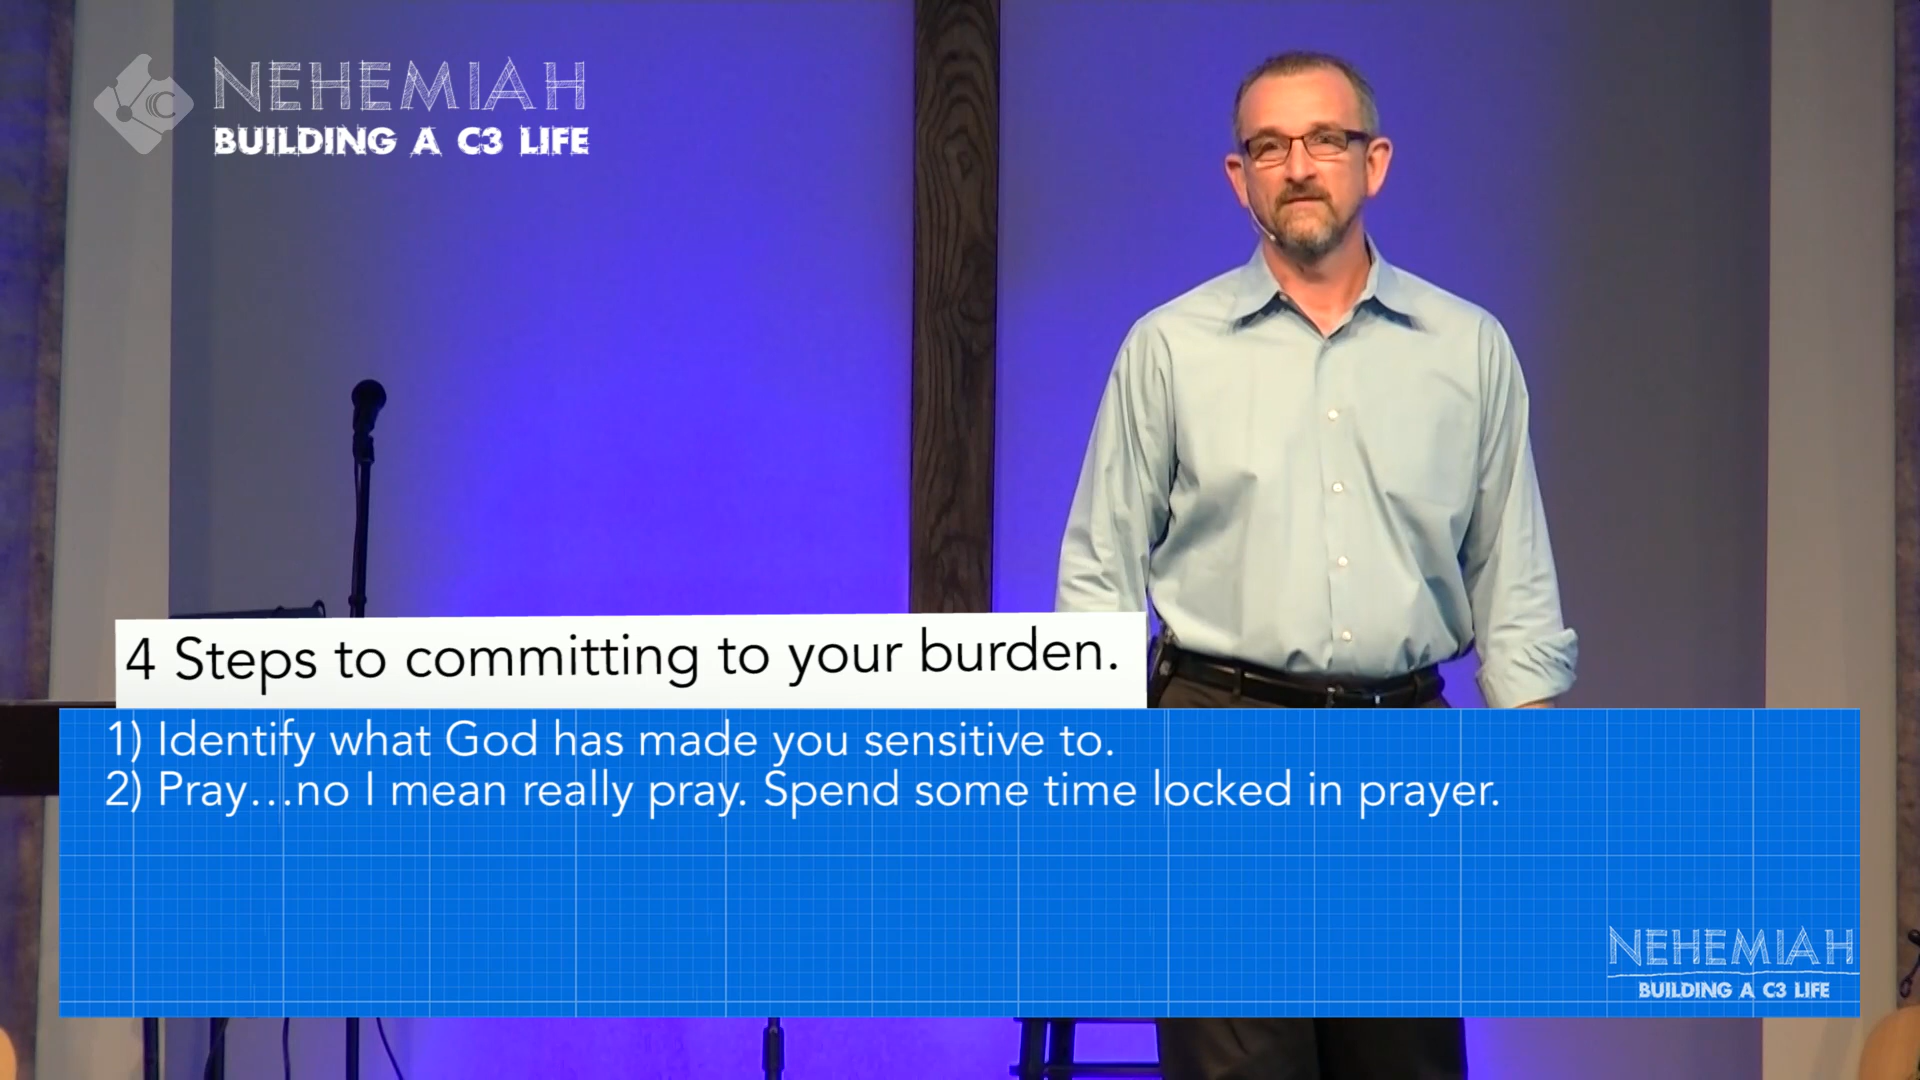 NEHEMIAH
BUILDING A C3 LIFE
4 Steps to committing to your burden.
1) Identify what God has made you sensitive to.
2) Pray...no I mean really pray. Spend some time locked in prayer.
NEHEMIAH
BUILDING A C3 LIFE